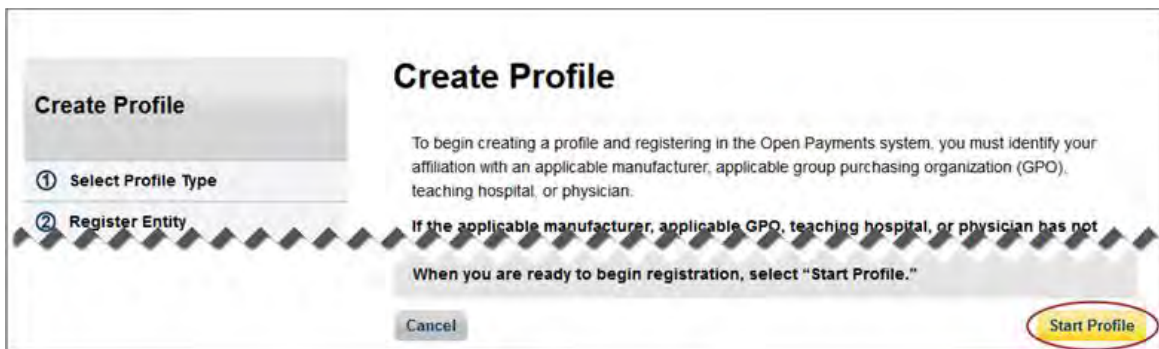 Create Profile
① Select Profile Type
② Register Entity
Create Profile
To begin creating a profile and registering in the Open Payments system, you must identify your
affiliation with an applicable manufacturer, applicable group purchasing organization (GPO),
teaching hospital, or physician.
If the applicable manufacturer, applicable GPO, teaching hospital, or physician has not
When you are ready to begin registration, select “Start Profile.”
Cancel
Start Profile